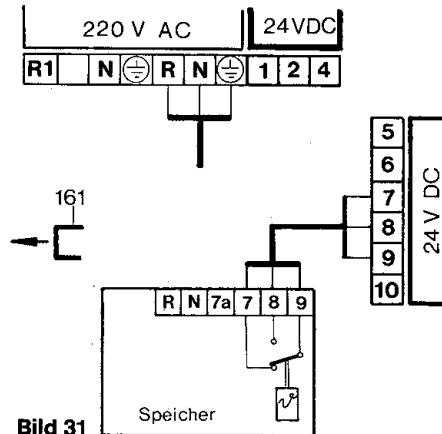 220 V AC 24VDC
R1 N R N 1 2 4
5
6
7
8
9
10
24 V DC
161
R N 7a 7 8 9
Speicher
Bild 31